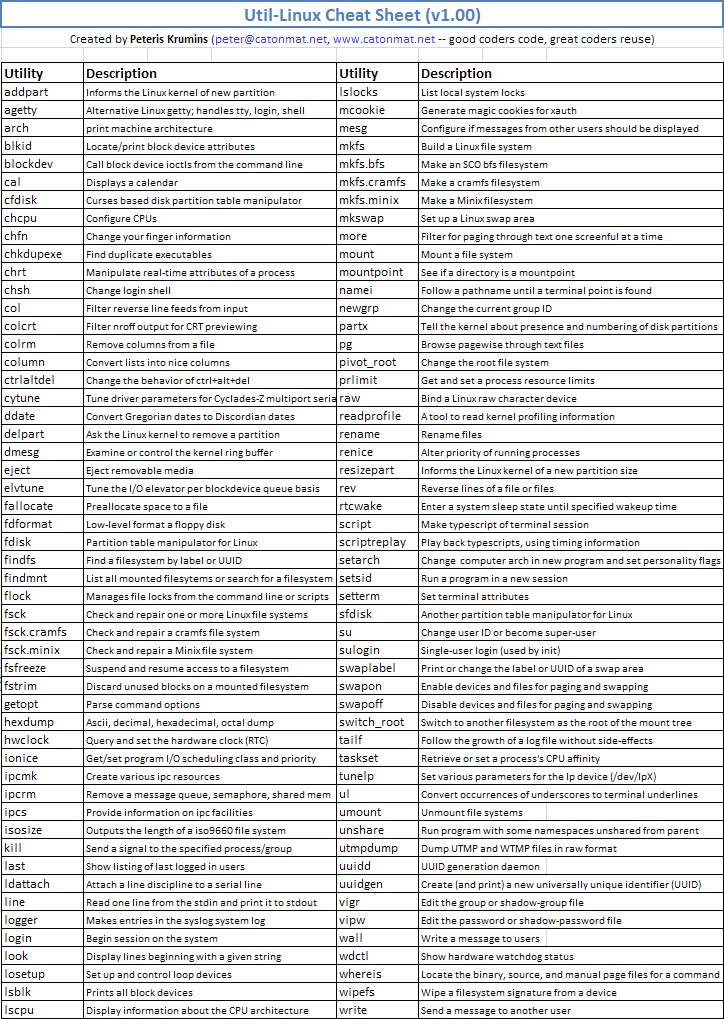 Util-Linux Cheat Sheet (v1.00)
Created by Peteris Krumins (peter@catonmat.net, www.catonmat.net -- good coders code, great coders reuse)
Utility Description Utility Description
addpart Informs the Linux kernel of new partition lslocks List local system locks
agetty Alternative Linux getty; handles tty, login, shell mcookie Generate magic cookies for xauth
arch print machine architecture mesg Configure if messages from other users should be displayed
blkid Locate/print block device attributes mkfs Build a Linux file system
blockdev Call block device ioctls from the command line mkfs.bfs Make an SCO bfs filesystem
cal Displays a calendar mkfs.cramfs Make a cramfs filesystem
cfdisk Curses based disk partition table manipulator mkfs.minix Make a Minix filesystem
chcpu Configure CPUs mkswap Set up a Linux swap area
chfn Change your finger information more Filter for paging through text one screenful at a time
chkdupexe Find duplicate executables mount Mount a file system
chrt Manipulate real-time attributes of a process mountpoint See if a directory is a mountpoint
chsh Change login shell namei Follow a pathname until a terminal point is found
col Filter reverse line feeds from input newgrp Change the current group ID
colcrt Filter nroff output for CRT previewing partx Tell the kernel about presence and numbering of disk partitions
colrm Remove columns from a file pg Browse pagewise through text files
column Convert lists into nice columns pivot_root Change the root file system
ctrlaltdel Change the behavior of ctrl+alt+del prlimit Get and set a process resource limits
cytune Tune driver parameters for Cyclades-Z multiport seria raw Bind a Linux raw character device
ddate Convert Gregorian dates to Discordian dates readprofile A tool to read kernel profiling information
delpart Ask the Linux kernel to remove a partition rename Rename files
dmesg Examine or control the kernel ring buffer renice Alter priority of running processes
eject Eject removable media resizepart Informs the Linux kernel of a new partition size
elvtune Tune the I/O elevator per blockdevice queue basis rev Reverse lines of a file or files
fallocate Preallocate space to a file rtcwake Enter a system sleep state until specified wakeup time
fdformat Low-level format a floppy disk script Make typescript of terminal session
fdisk Partition table manipulator for Linux scriptreplay Play back typescripts, using timing information
findfs Find a filesystem by label or UUID setarch Change computer arch in new program and set personality flags
findmnt List all mounted filesytems or search for a filesystem setsid Run a program in a new session
flock Manages file locks from the command line or scripts setterm Set terminal attributes
fsck Check and repair one or more Linux file systems sfdisk Another partition table manipulator for Linux
fsck.cramfs Check and repair a cramfs file system su Change user ID or become super-user
fsck.minix Check and repair a Minix file system sulogin Single-user login (used by init)
fsfreeze Suspend and resume access to a filesystem swaplabel Print or change the label or UUID of a swap area
fstrim Discard unused blocks on a mounted filesystem swapon Enable devices and files for paging and swapping
getopt Parse command options swapoff Disable devices and files for paging and swapping
hexdump Ascii, decimal, hexadecimal, octal dump switch_root Switch to another filesystem as the root of the mount tree
hwclock Query and set the hardware clock (RTC) tailf Follow the growth of a log file without side-effects
ionice Get/set program I/O scheduling class and priority taskset Retrieve or set a process's CPU affinity
ipcmk Create various ipc resources tunelp Set various parameters for the lp device (/dev/lpX)
ipcrm Remove a message queue, semaphore, shared mem ul Convert occurrences of underscores to terminal underlines
ipcs Provide information on ipc facilities umount Unmount file systems
isosize Outputs the length of a iso9660 file system unshare Run program with some namespaces unshared from parent
kill Send a signal to the specified process/group utmpdump Dump UTMP and WTMP files in raw format
last Show listing of last logged in users uuidd UUID generation daemon
ldattach Attach a line discipline to a serial line uuidgen Create (and print) a new universally unique identifier (UUID)
line Read one line from the stdin and print it to stdout vigr Edit the group or shadow-group file
logger Makes entries in the syslog system log vipw Edit the password or shadow-password file
login Begin session on the system wall Write a message to users
look Display lines beginning with a given string wdctl Show hardware watchdog status
losetup Set up and control loop devices whereis Locate the binary, source, and manual page files for a command
lsblk Prints all block devices wipefs Wipe a filesystem signature from a device
lscpu Display information about the CPU architecture write Send a message to another user